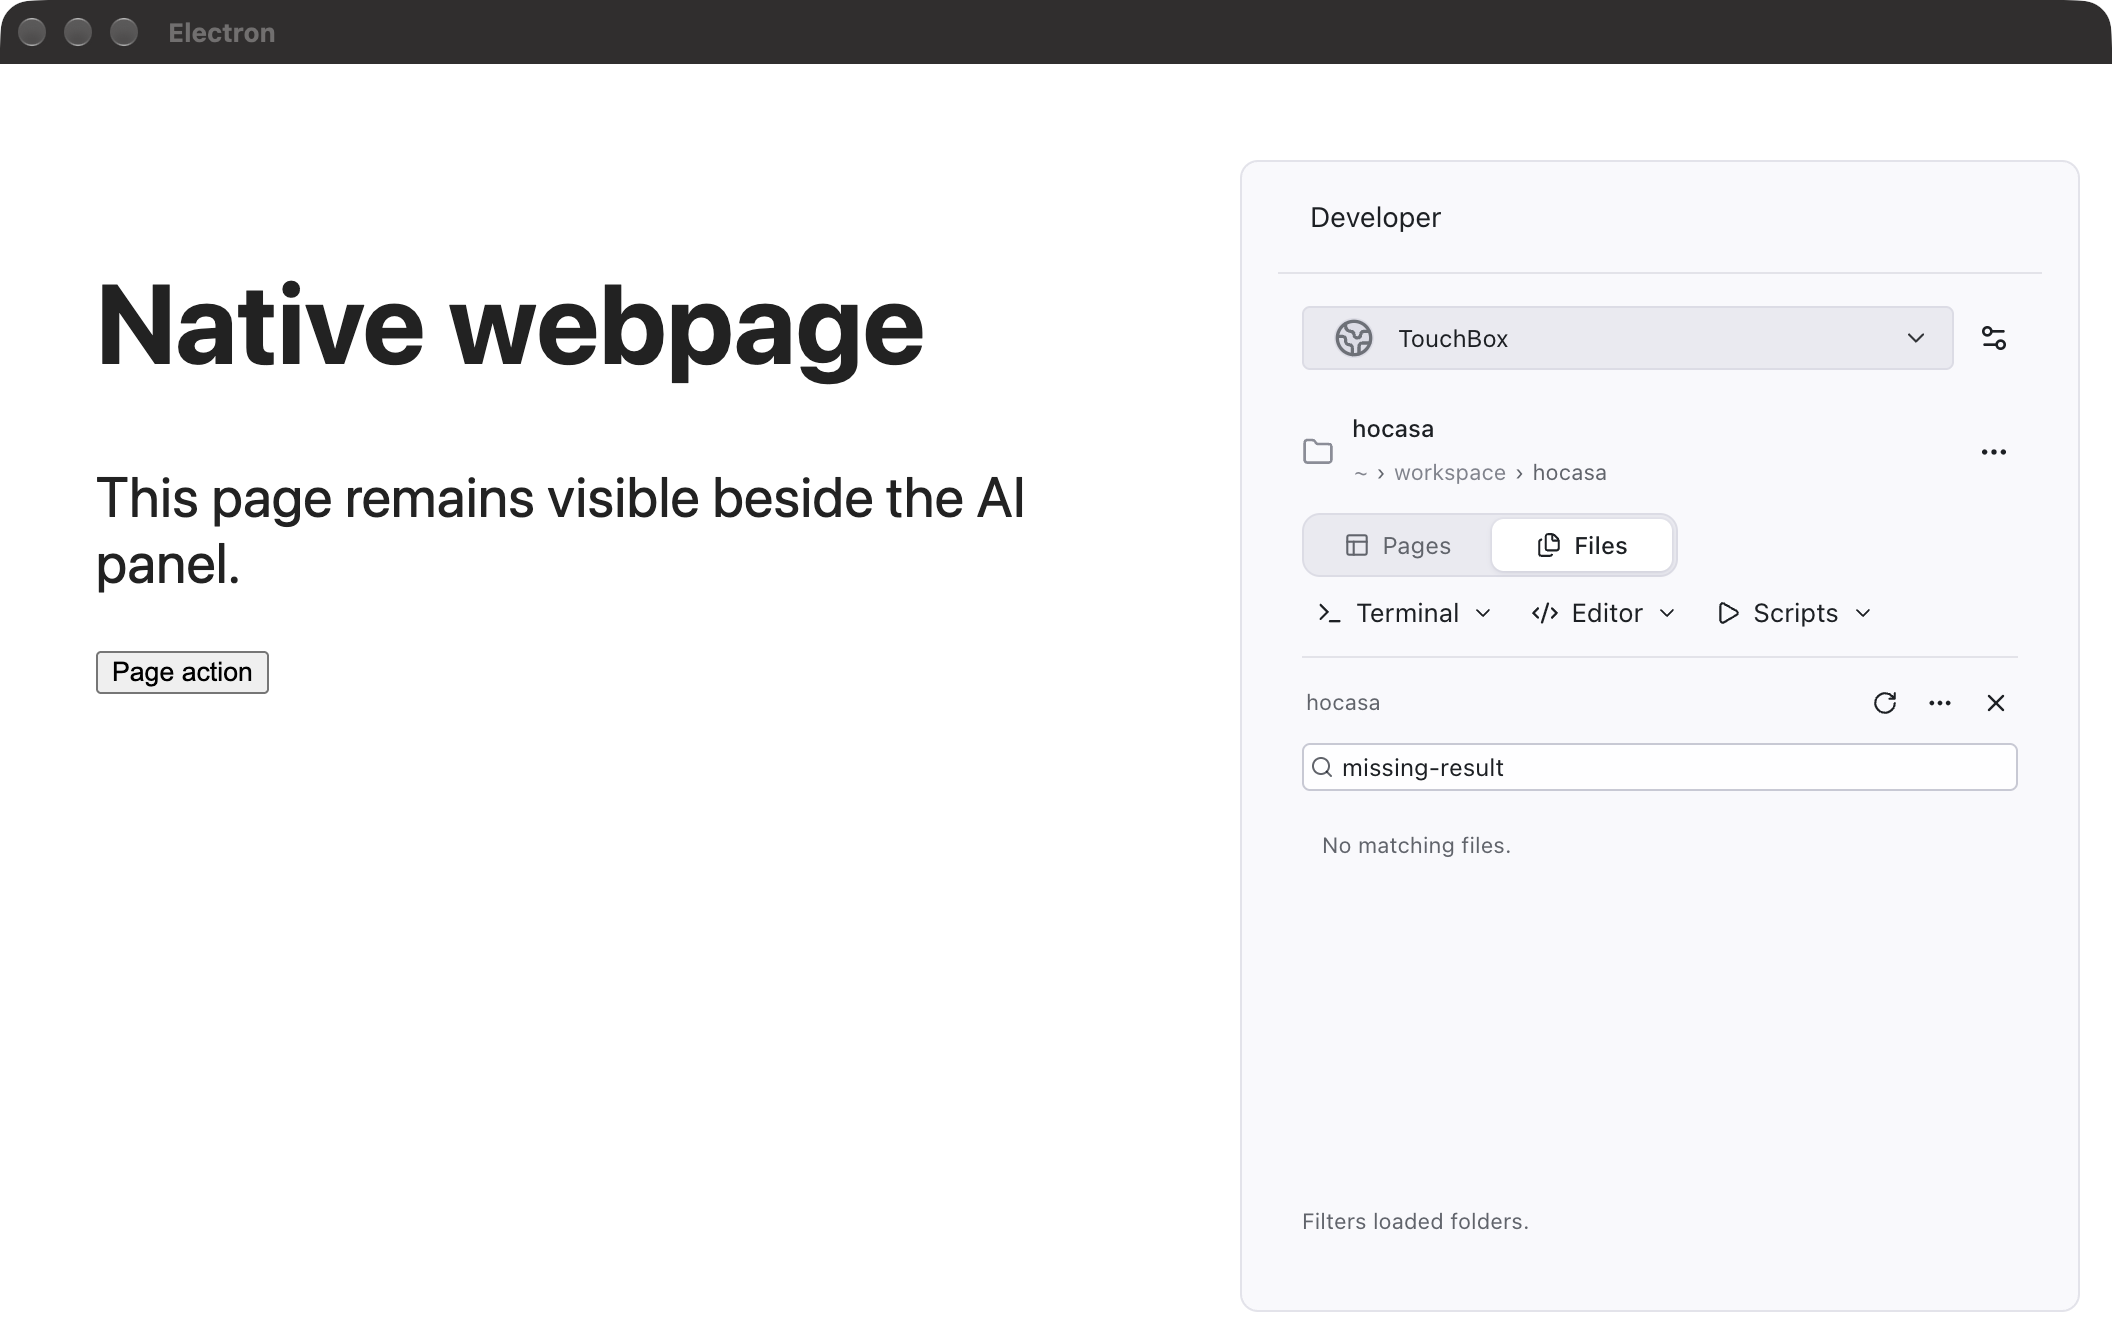 Electron
Native webpage
This page remains visible beside the AI
panel.
Page action
Developer
TouchBox
hocasa
~ › workspace › hocasa
Pages
Files
Terminal
Editor
Scripts
hocasa
missing-result
No matching files.
Filters loaded folders.